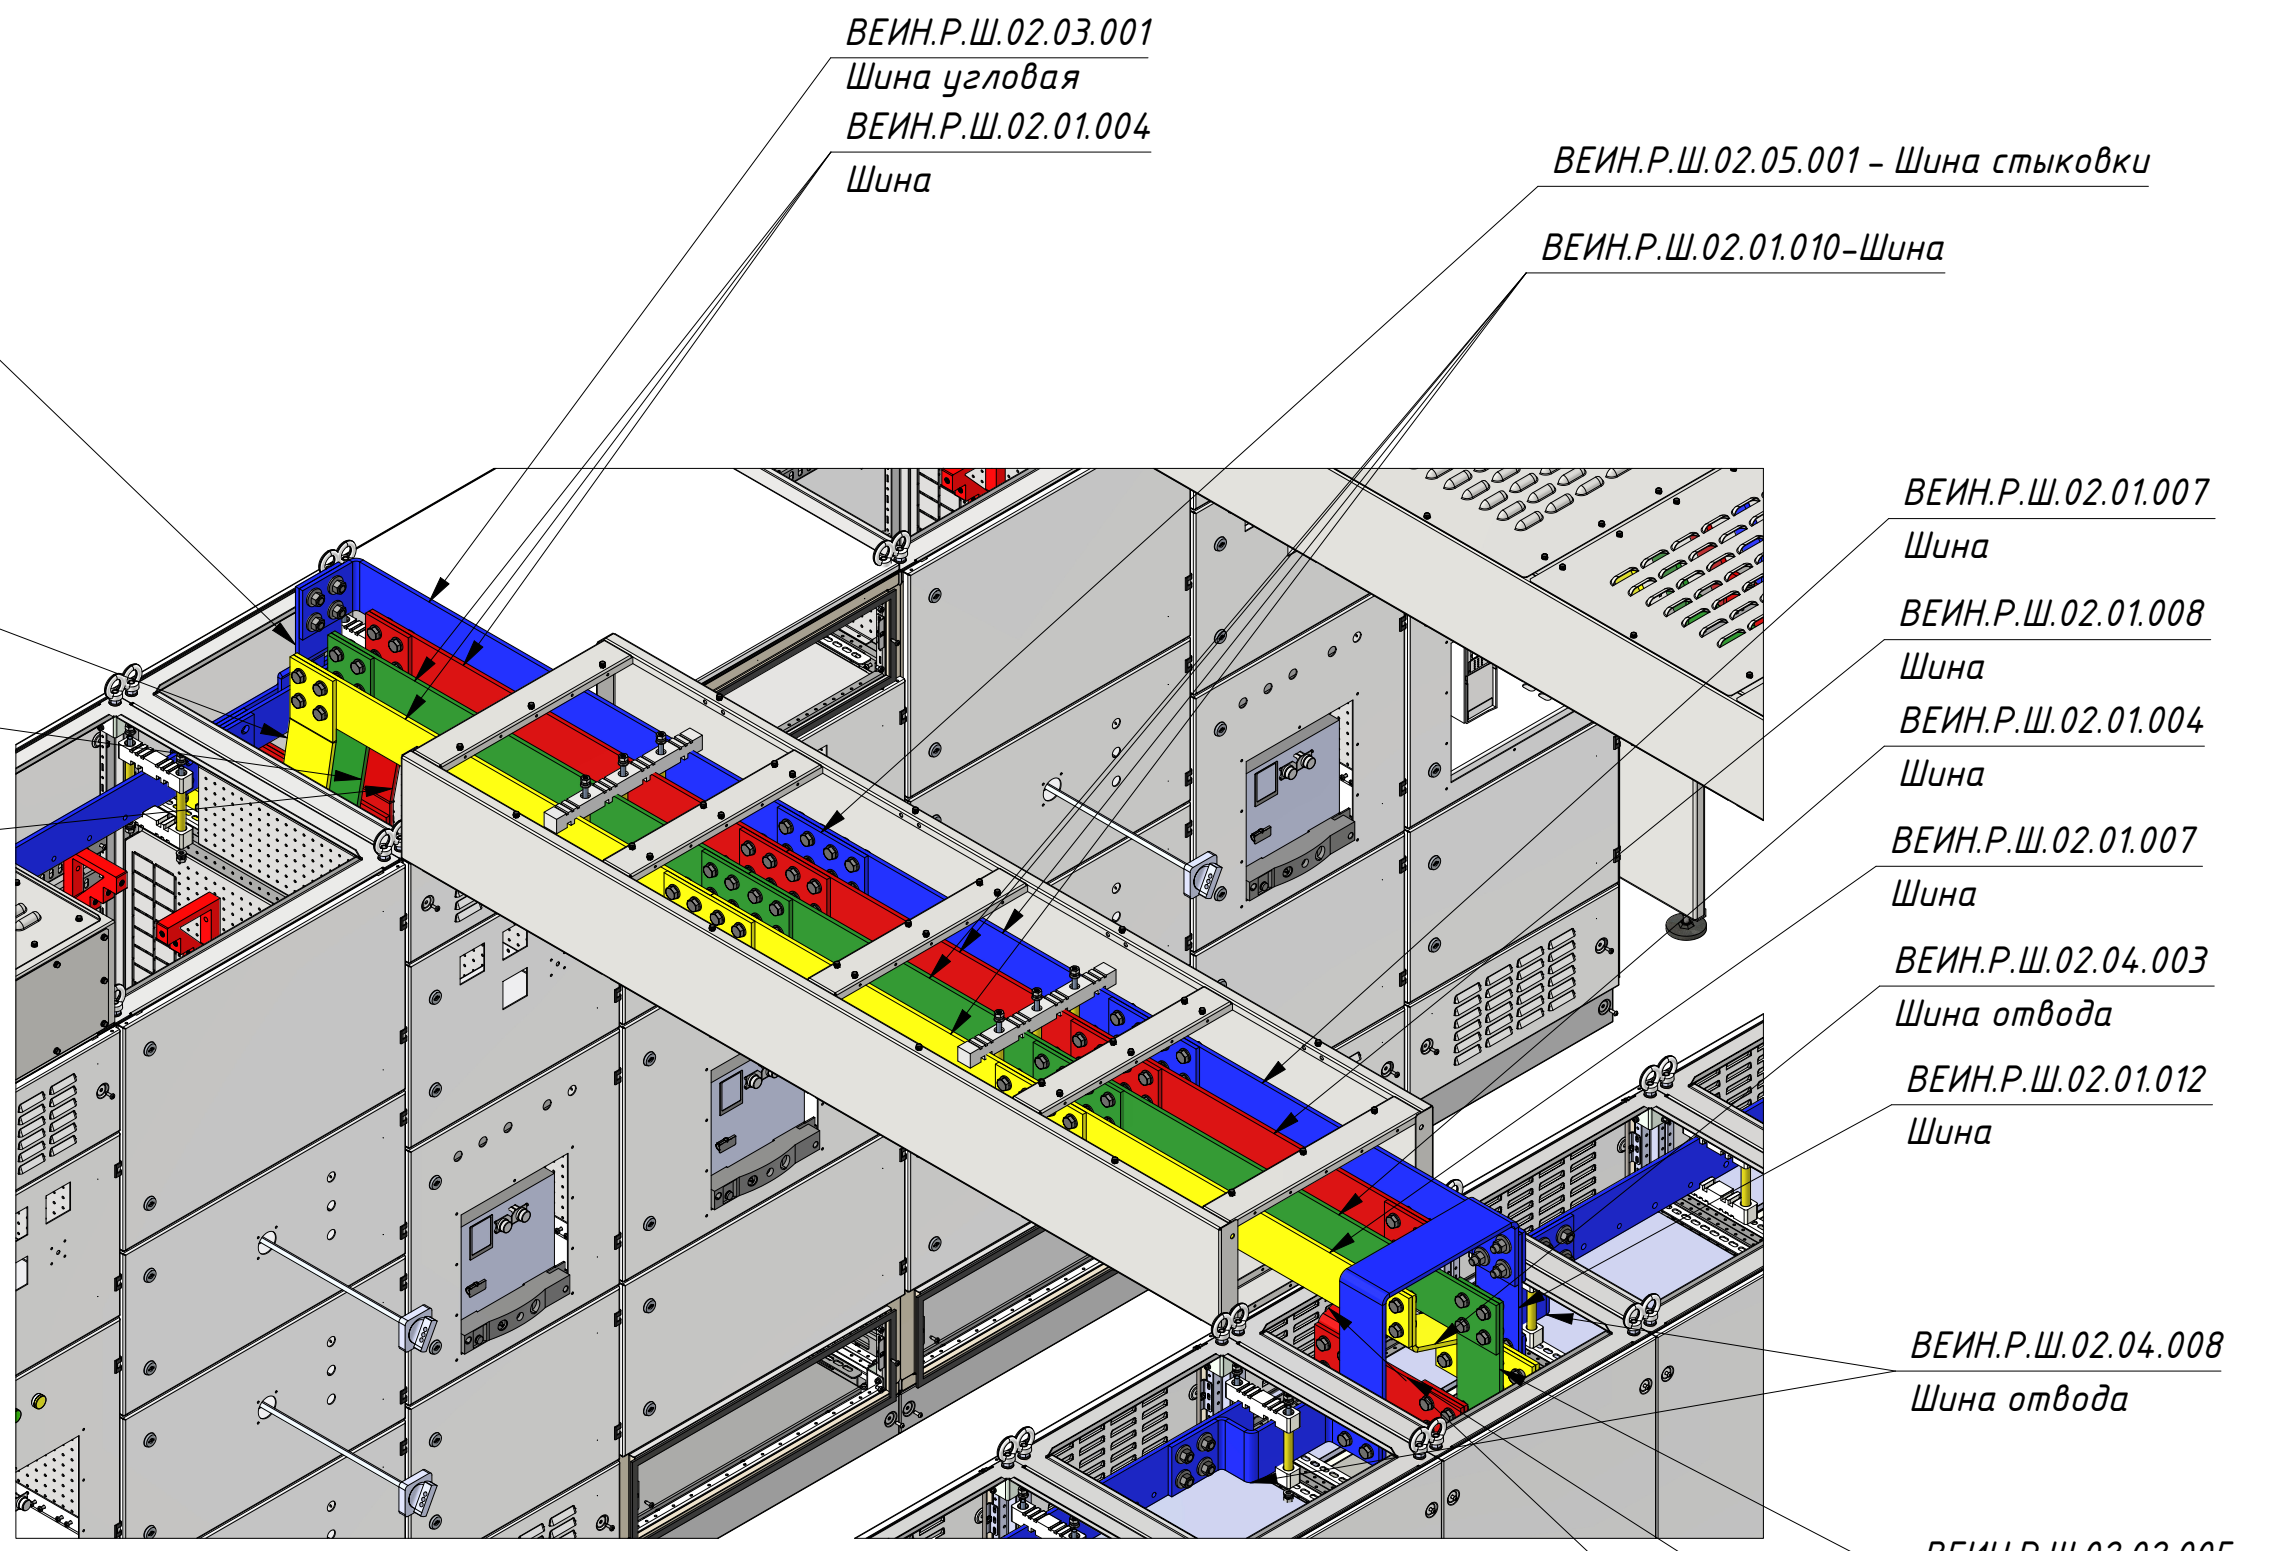 ВЕИН.Р.Ш.02.03.001
Шина угловая
ВЕИН.Р.Ш.02.01.004
Шина
ВЕИН.Р.Ш.02.05.001 - Шина стыковки
ВЕИН.Р.Ш.02.01.010-Шина
ВЕИН.Р.Ш.02.01.007
Шина
ВЕИН.Р.Ш.02.01.008
Шина
ВЕИН.Р.Ш.02.01.004
Шина
ВЕИН.Р.Ш.02.01.007
Шина
ВЕИН.Р.Ш.02.04.003
Шина отвода
ВЕИН.Р.Ш.02.01.012
Шина
ВЕИН.Р.Ш.02.04.008
Шина отвода